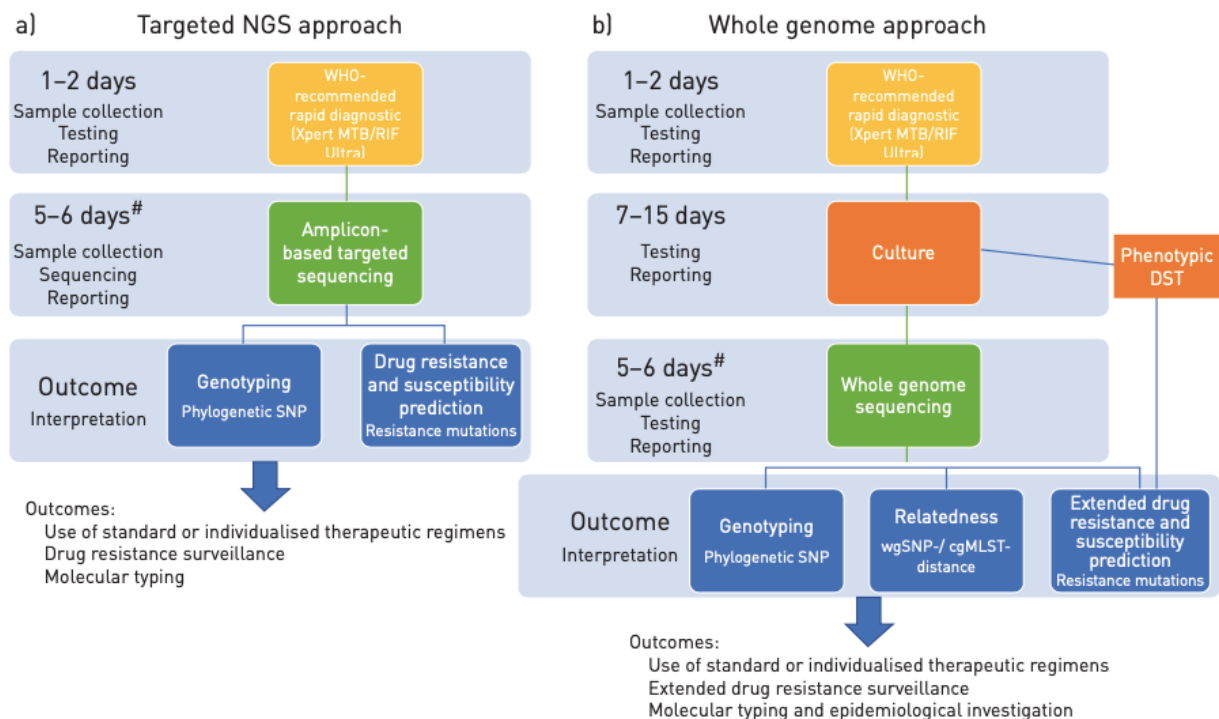 a) Targeted NGS approach
1–2 days
Sample collection
Testing
Reporting
WHO-
recommended
rapid diagnostic
(Xpert MTB/RIF
Ultra)
5–6 days#
Sample collection
Sequencing
Reporting
Amplicon-
based targeted
sequencing
Outcome
Interpretation
Genotyping
Phylogenetic SNP
Drug resistance
and susceptibility
prediction
Resistance mutations
Outcomes:
Use of standard or individualised therapeutic regimens
Drug resistance surveillance
Molecular typing
b) Whole genome approach
1–2 days
Sample collection
Testing
Reporting
WHO-
recommended
rapid diagnostic
(Xpert MTB/RIF
Ultra)
7–15 days
Testing
Reporting
Culture
Phenotypic
DST
5–6 days#
Sample collection
Testing
Reporting
Whole genome
sequencing
Outcome
Interpretation
Genotyping
Phylogenetic SNP
Relatedness
wgSNP-/ cgMLST-
distance
Extended drug
resistance and
susceptibility
prediction
Resistance mutations
Outcomes:
Use of standard or individualised therapeutic regimens
Extended drug resistance surveillance
Molecular typing and epidemiological investigation